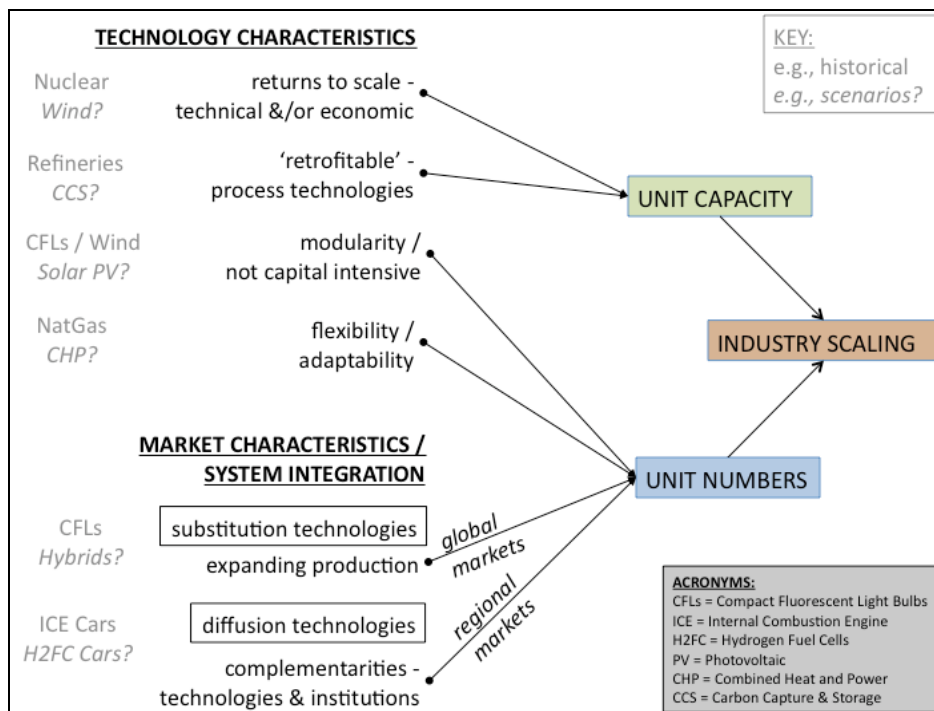 TECHNOLOGY CHARACTERISTICS
KEY:
e.g., historical
e.g., scenarios?
Nuclear
Wind?
returns to scale -
technical &/or economic
Refineries
CCS?
'retrofitable' -
process technologies
UNIT CAPACITY
CFLs / Wind
Solar PV?
modularity /
not capital intensive
NatGas
CHP?
flexibility /
adaptability
INDUSTRY SCALING
MARKET CHARACTERISTICS /
SYSTEM INTEGRATION
UNIT NUMBERS
CFLs
Hybrids?
substitution technologies
expanding production
global
markets
ICE Cars
H2FC Cars?
diffusion technologies
complementarities -
technologies & institutions
regional
markets
ACRONYMS:
CFLs = Compact Fluorescent Light Bulbs
ICE = Internal Combustion Engine
H2FC = Hydrogen Fuel Cells
PV = Photovoltaic
CHP = Combined Heat and Power
CCS = Carbon Capture & Storage